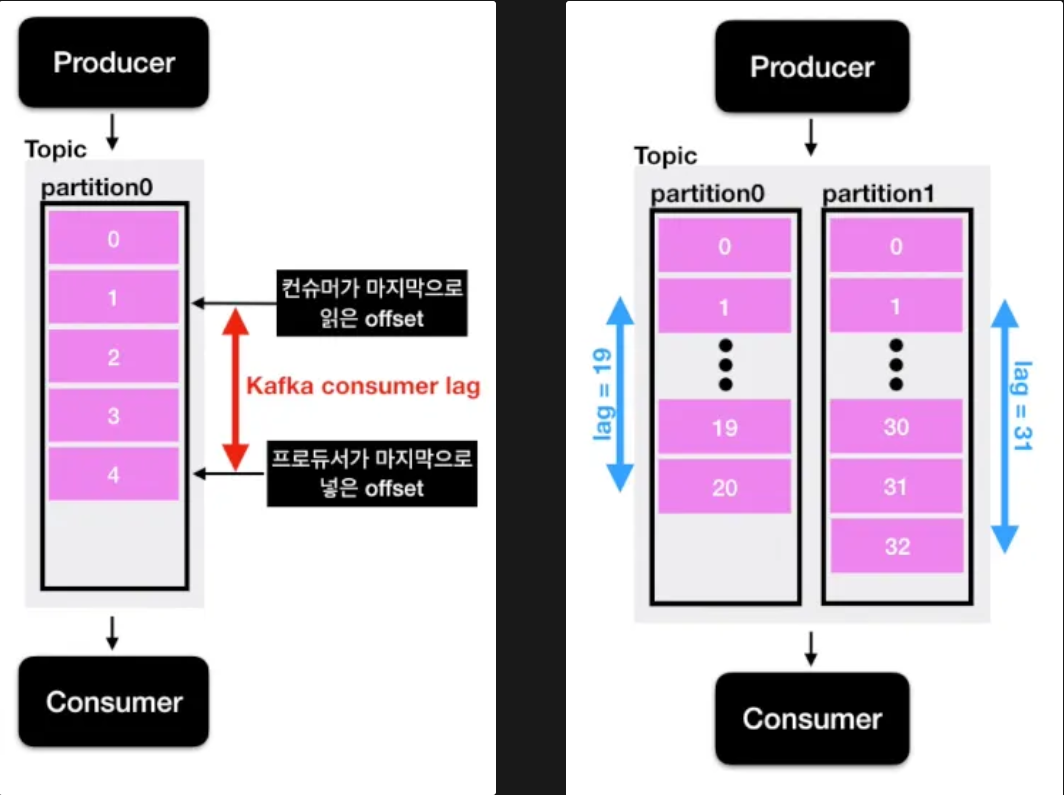 Producer
Topic
partition0
0
1
2
3
4
컨슈머가 마지막으로
읽은 offset
Kafka consumer lag
프로듀서가 마지막으로
넣은 offset
Consumer
Producer
Topic
partition0
partition1
0
1
19
20
lag = 19
0
1
30
31
32
lag = 31
Consumer